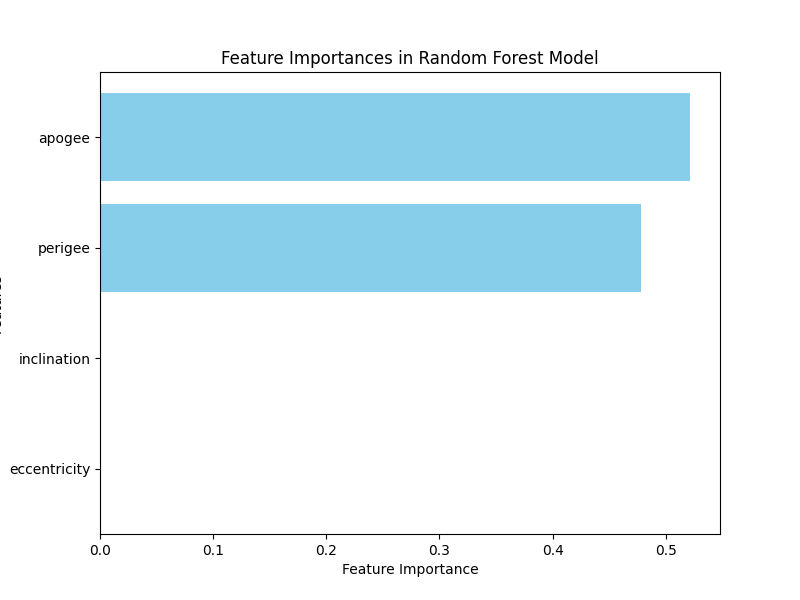 Feature Importances in Random Forest Model
apogee
perigee
inclination
eccentricity
0.0 0.1 0.2 0.3 0.4 0.5
Feature Importance